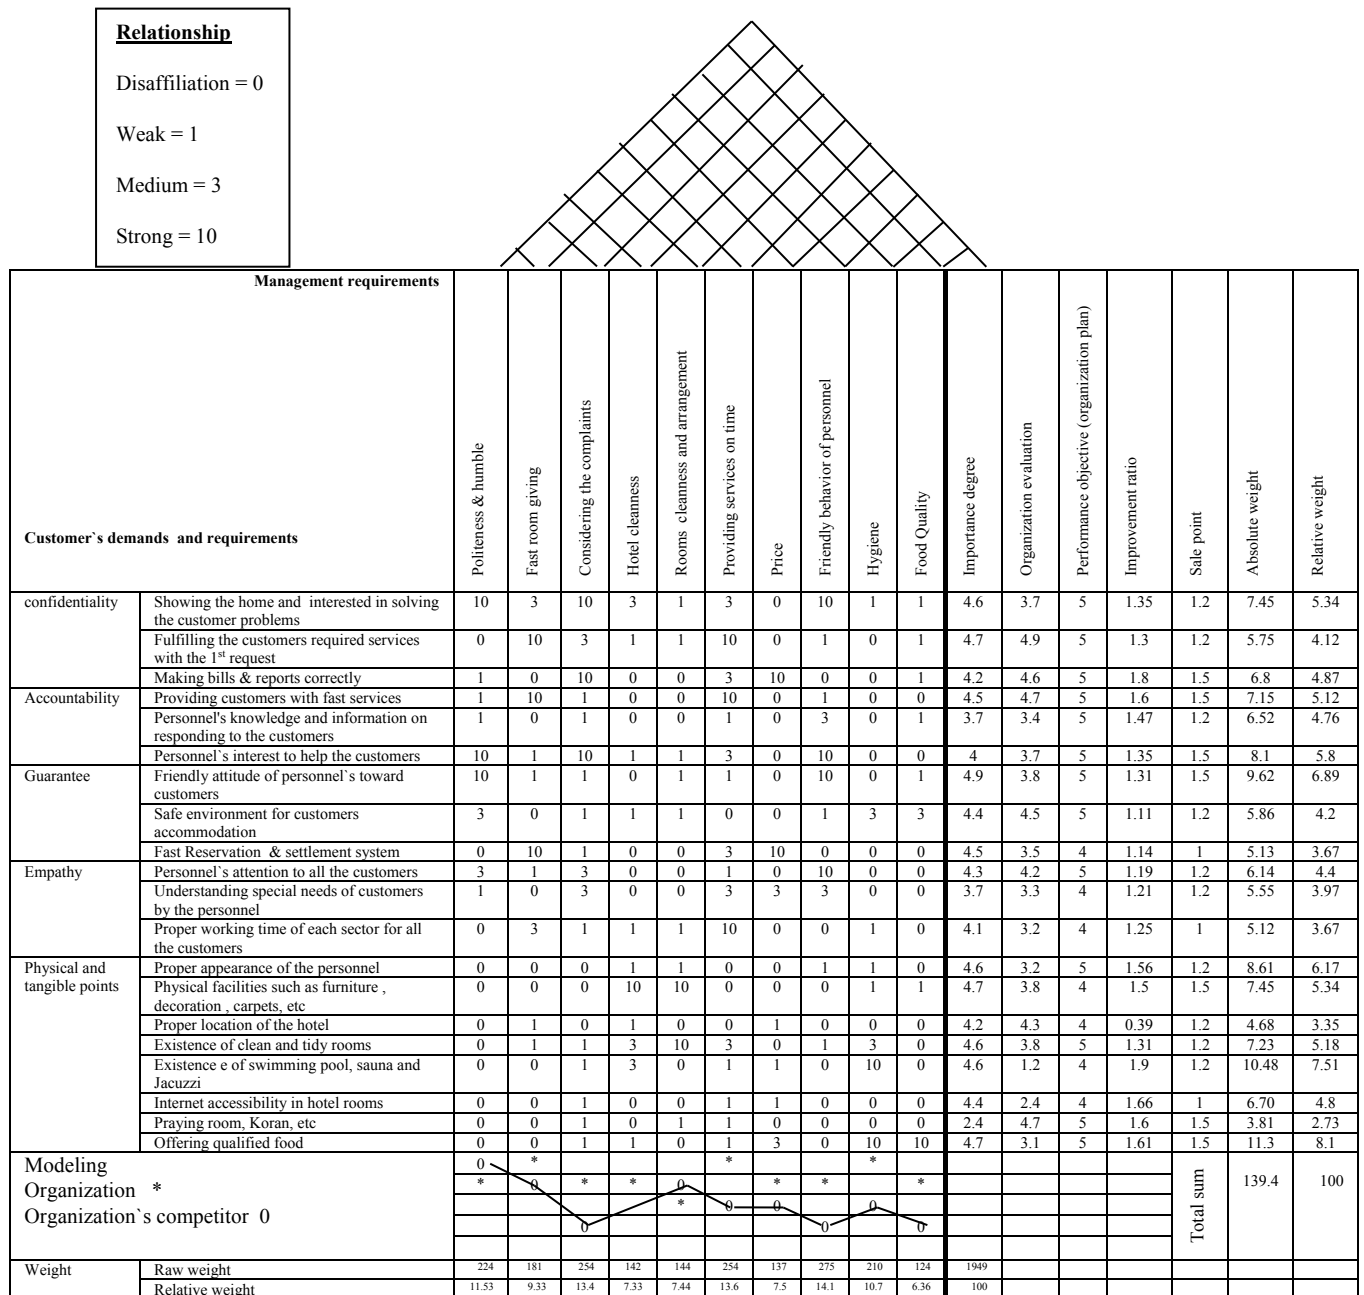 Relationship
Disaffiliation = 0
Weak = 1
Medium = 3
Strong = 10
Management requirements
Customer`s demands and requirements
Politeness & humble
Fast room giving
Considering the complaints
Hotel cleanness
Rooms cleanness and arrangement
Providing services on time
Price
Friendly behavior of personnel
Hygiene
Food Quality
Importance degree
Organization evaluation
Performance objective (organization plan)
Improvement ratio
Sale point
Absolute weight
Relative weight
confidentiality Showing the home and interested in solving 10 3 10 3 1 3 0 10 1 1 4.6 3.7 5 1.35 1.2 7.45 5.34
the customer problems
Fulfilling the customers required services 0 10 3 1 1 10 0 1 0 1 4.7 4.9 5 1.3 1.2 5.75 4.12
with the 1st request
Making bills & reports correctly 1 0 10 0 0 3 10 0 0 1 4.2 4.6 5 1.8 1.5 6.8 4.87
Accountability Providing customers with fast services 1 10 1 0 0 10 0 1 0 0 4.5 4.7 5 1.6 1.5 7.15 5.12
Personnel's knowledge and information on 1 0 1 0 0 1 0 3 0 1 3.7 3.4 5 1.47 1.2 6.52 4.76
responding to the customers
Personnel`s interest to help the customers 10 1 10 1 1 3 0 10 0 0 4 3.7 5 1.35 1.5 8.1 5.8
Guarantee Friendly attitude of personnel`s toward 10 1 1 0 1 1 0 10 0 1 4.9 3.8 5 1.31 1.5 9.62 6.89
customers
Safe environment for customers 3 0 1 1 1 0 0 1 3 3 4.4 4.5 5 1.11 1.2 5.86 4.2
accommodation
Fast Reservation & settlement system 0 10 1 0 0 3 10 0 0 0 4.5 3.5 4 1.14 1 5.13 3.67
Empathy Personnel`s attention to all the customers 3 1 3 0 0 1 0 10 0 0 4.3 4.2 5 1.19 1.2 6.14 4.4
Understanding special needs of customers 1 0 3 0 0 3 3 3 0 0 3.7 3.3 4 1.21 1.2 5.55 3.97
by the personnel
Proper working time of each sector for all 0 3 1 1 1 10 0 0 1 0 4.1 3.2 4 1.25 1 5.12 3.67
the customers
Physical and Proper appearance of the personnel 0 0 0 1 1 0 0 1 1 0 4.6 3.2 5 1.56 1.2 8.61 6.17
tangible points Physical facilities such as furniture , 0 0 0 10 10 0 0 0 1 1 4.7 3.8 4 1.5 1.5 7.45 5.34
decoration , carpets, etc
Proper location of the hotel 0 1 0 1 0 0 1 0 0 0 4.2 4.3 4 0.39 1.2 4.68 3.35
Existence of clean and tidy rooms 0 1 1 3 10 3 0 1 3 0 4.6 3.8 5 1.31 1.2 7.23 5.18
Existence e of swimming pool, sauna and 0 0 1 3 0 1 1 0 10 0 4.6 1.2 4 1.9 1.2 10.48 7.51
Jacuzzi
Internet accessibility in hotel rooms 0 0 1 0 0 1 1 0 0 0 4.4 2.4 4 1.66 1 6.70 4.8
Praying room, Koran, etc 0 0 1 0 1 1 0 0 0 0 2.4 4.7 5 1.6 1.5 3.81 2.73
Offering qualified food 0 0 1 1 0 1 3 0 10 10 4.7 3.1 5 1.61 1.5 11.3 8.1
Modeling 0 * * *
Organization * * 0 * * 0 * * * Total sum 139.4 100
Organization`s competitor 0 * 0 0 0
0 0 0
Weight Raw weight 224 181 254 142 144 254 137 275 210 124 1949
Relative weight 11.53 9.33 13.4 7.33 7.44 13.6 7.5 14.1 10.7 6.36 100